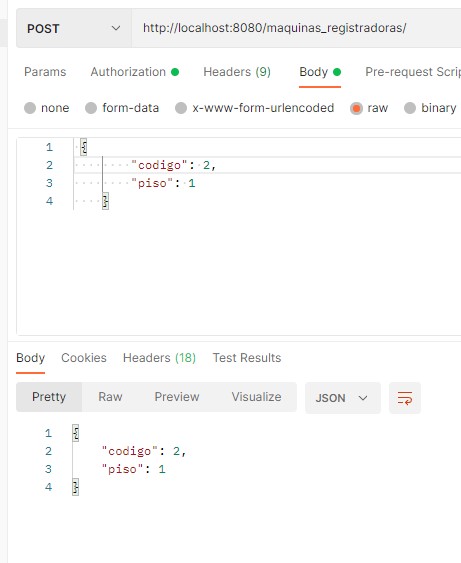 POST http://localhost:8080/maquinas_registradoras/
Params Authorization Headers (9) Body Pre-request Scrip
none form-data x-www-form-urlencoded raw binary
1 {
2 "codigo": 2,
3 "piso": 1
4 }
Body Cookies Headers (18) Test Results
Pretty Raw Preview Visualize JSON
1 {
2 "codigo": 2,
3 "piso": 1
4 }